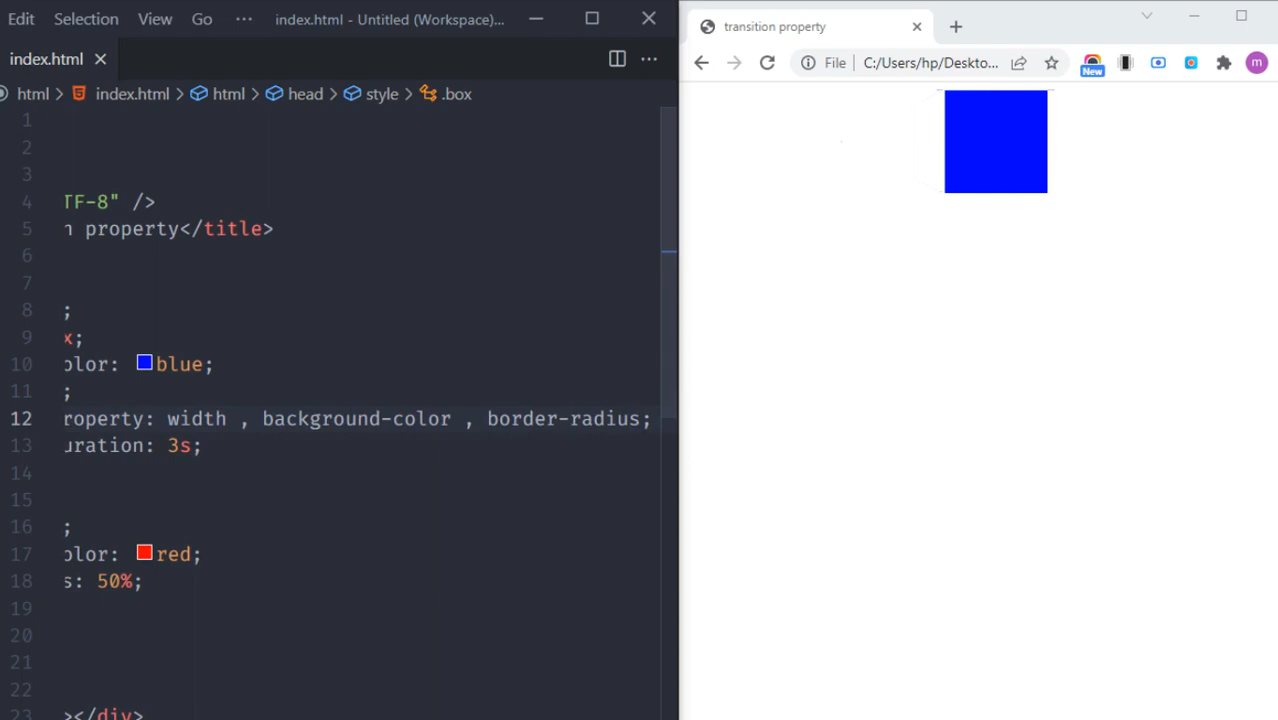 Edit Selection View Go ··· index.html - Untitled (Workspace)...
index.html
html > index.html > html > head > style > .box
1
2
3
4 TF-8" />
5 n property</title>
6
7
8 ;
9 x;
10 olor: blue;
11 ;
12 roperty: width , background-color , border-radius;
13 uration: 3s;
14
15
16 ;
17 olor: red;
18 s: 50%;
19
20
21
22
23 ></div>
transition property
File C:/Users/hp/Deskto...
New
m